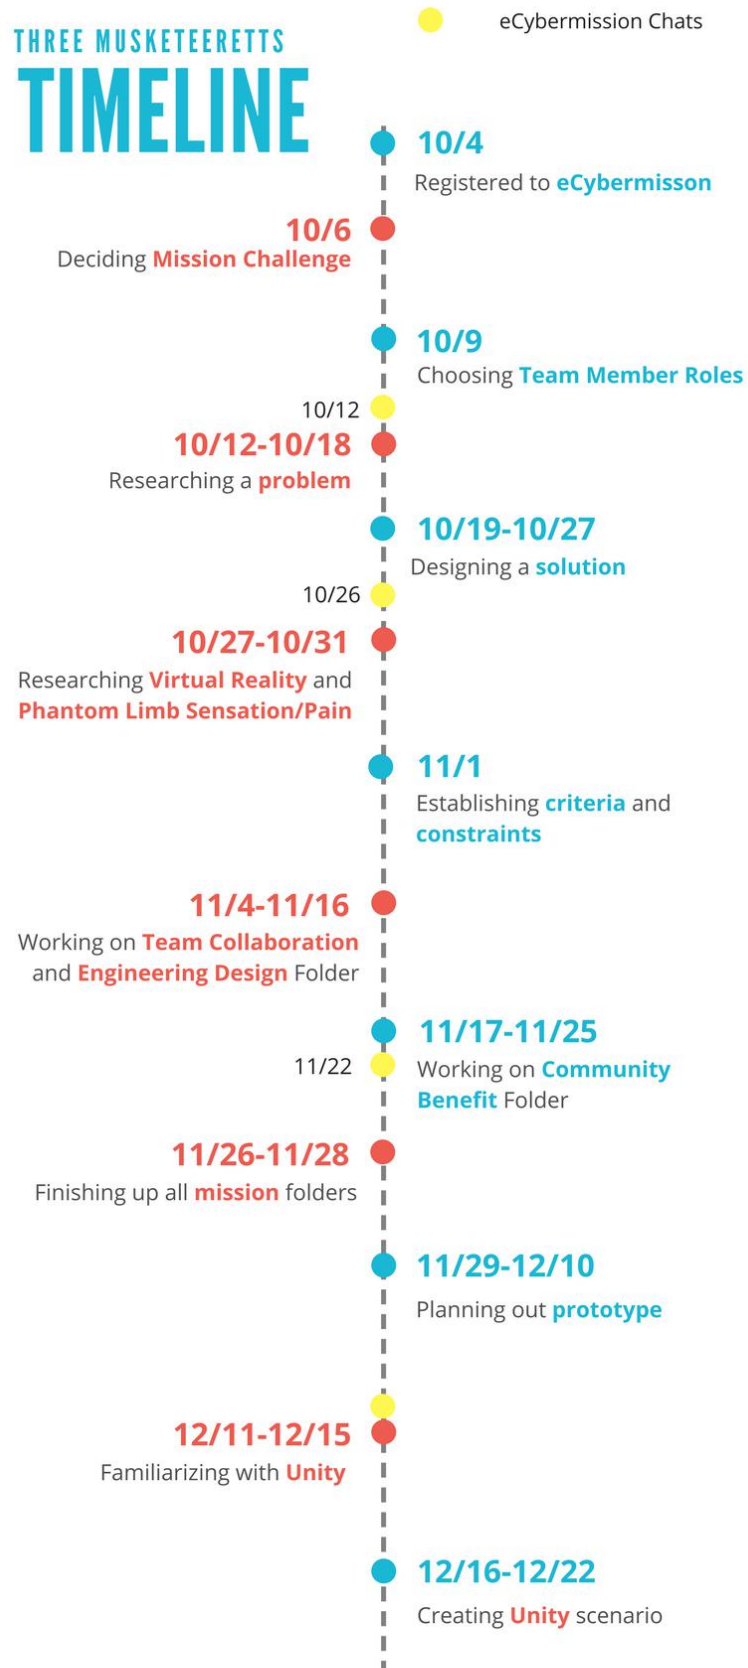 THREE MUSKETEERETTS
TIMELINE
eCybermission Chats
10/4
Registered to eCybermisson
10/6
Deciding Mission Challenge
10/9
Choosing Team Member Roles
10/12
10/12-10/18
Researching a problem
10/19-10/27
Designing a solution
10/26
10/27-10/31
Researching Virtual Reality and
Phantom Limb Sensation/Pain
11/1
Establishing criteria and
constraints
11/4-11/16
Working on Team Collaboration
and Engineering Design Folder
11/17-11/25
11/22
Working on Community
Benefit Folder
11/26-11/28
Finishing up all mission folders
11/29-12/10
Planning out prototype
12/11-12/15
Familiarizing with Unity
12/16-12/22
Creating Unity scenario